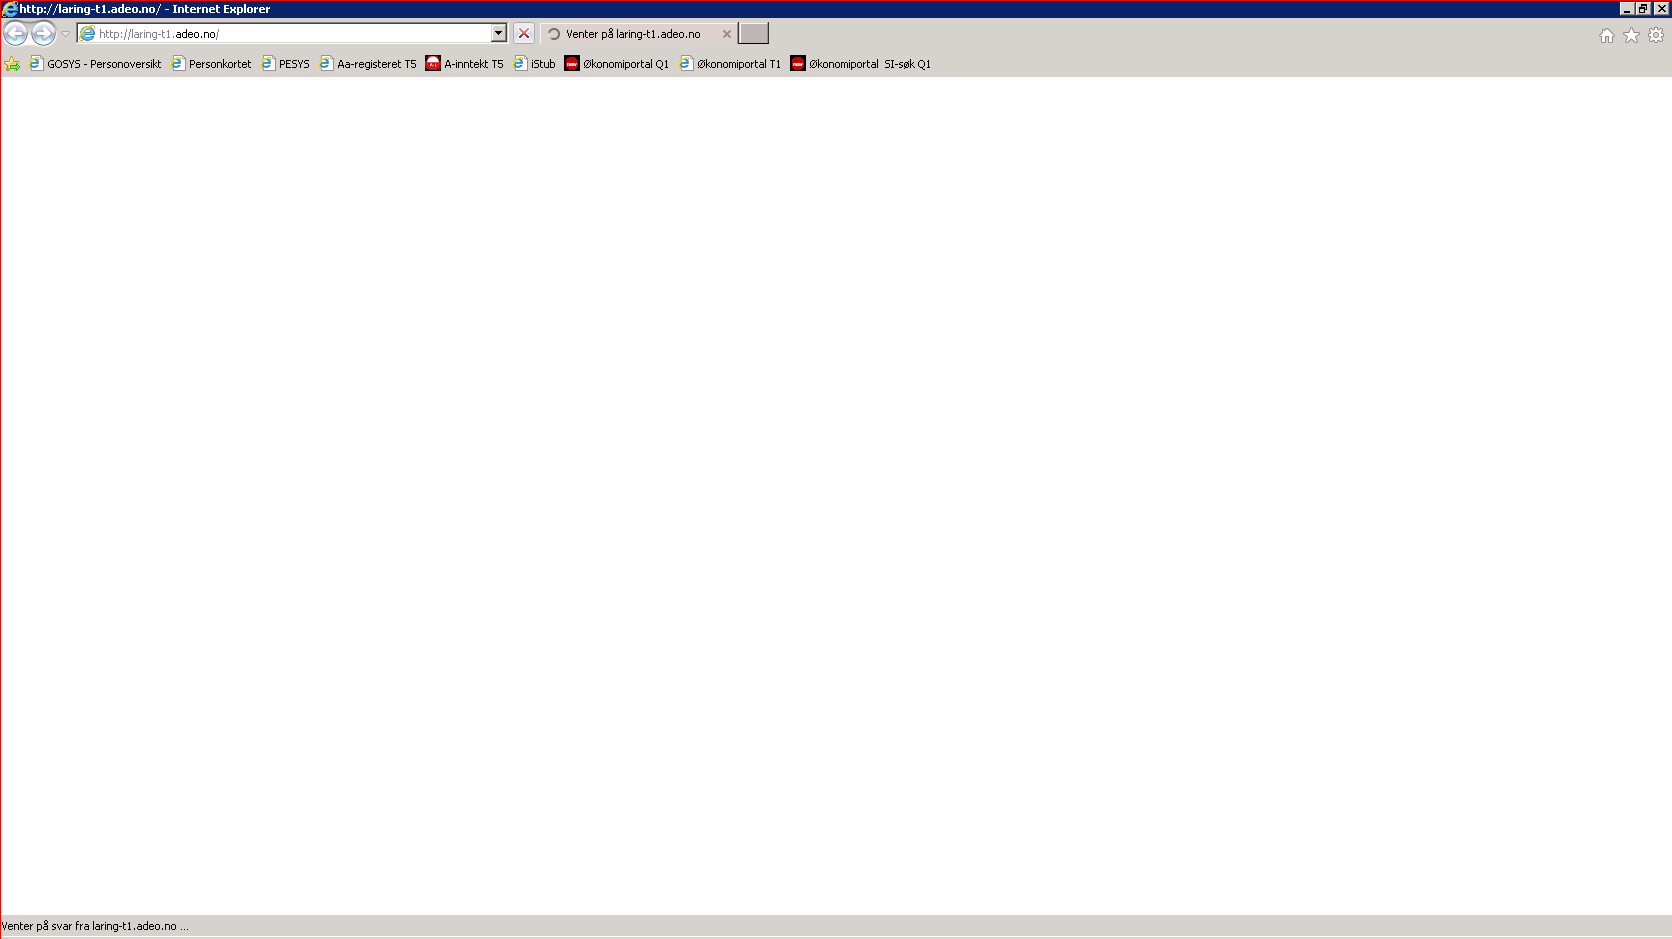 http://laring-t1.adeo.no/ - Internet Explorer
http://laring-t1.adeo.no/ Venter på laring-t1.adeo.no
GOSYS - Personoversikt Personkortet PESYS Aa-registeret T5 A-inntekt T5 iStub Økonomiportal Q1 Økonomiportal T1 Økonomiportal SI-søk Q1
Venter på svar fra laring-t1.adeo.no ...